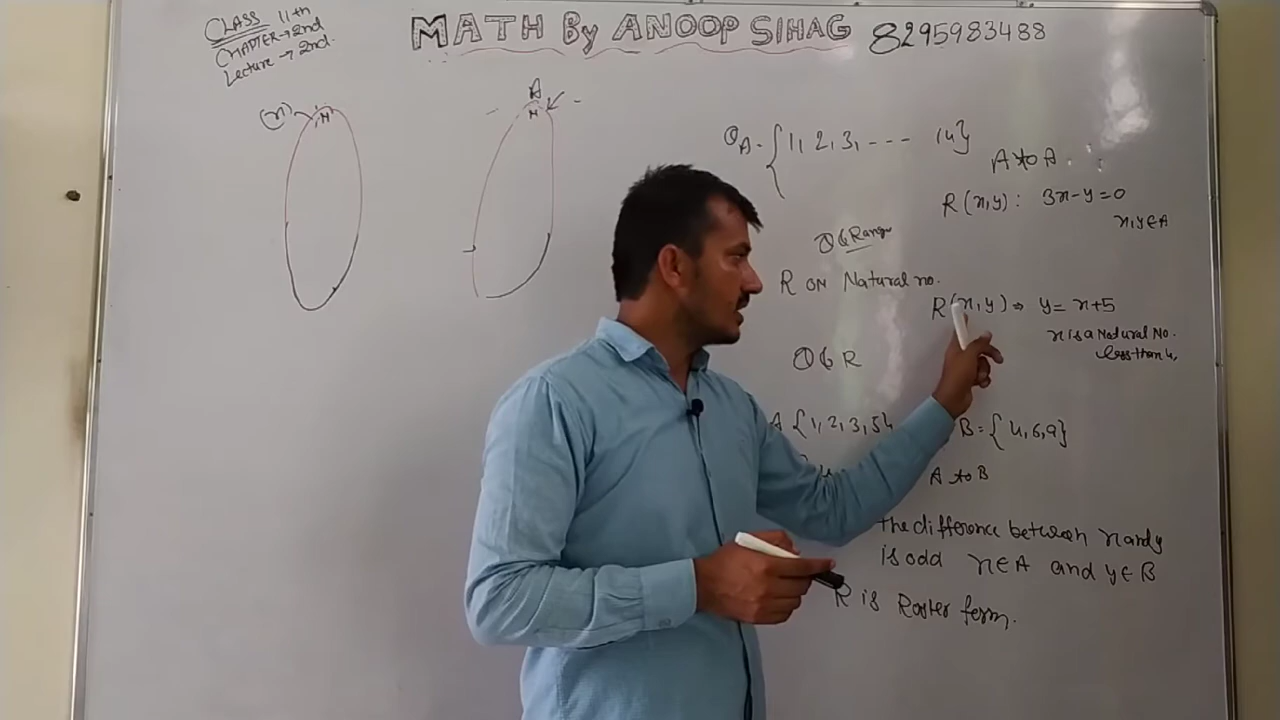 CLASS 11th
CHAPTER→2nd
Lecture → 2nd.
MATH By ANOOP SIHAG 8295983488
(n) N
A
N
A = {1, 2, 3, --- 14}
A to A
R (x,y) : 3x-y=0
x,y∈A
Range
R ON Natural no.
R(x,y) ⇒ y = x+5
x is a Natural No.
less than 4,
R
A {1, 2, 3, 5} B = {4, 6, 9}
A to B
the difference between x and y
is odd x∈A and y∈B
R is Roster form.